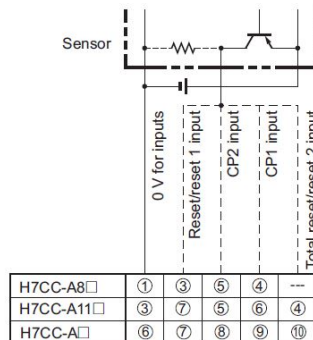 Sensor
0 V for inputs
Reset/reset 1 input
CP2 input
CP1 input
Total reset/reset 2 input
H7CC-A8□ ① ③ ⑤ ④ ---
H7CC-A11□ ③ ⑦ ⑤ ⑥ ④
H7CC-A□ ⑥ ⑦ ⑧ ⑨ ⑩